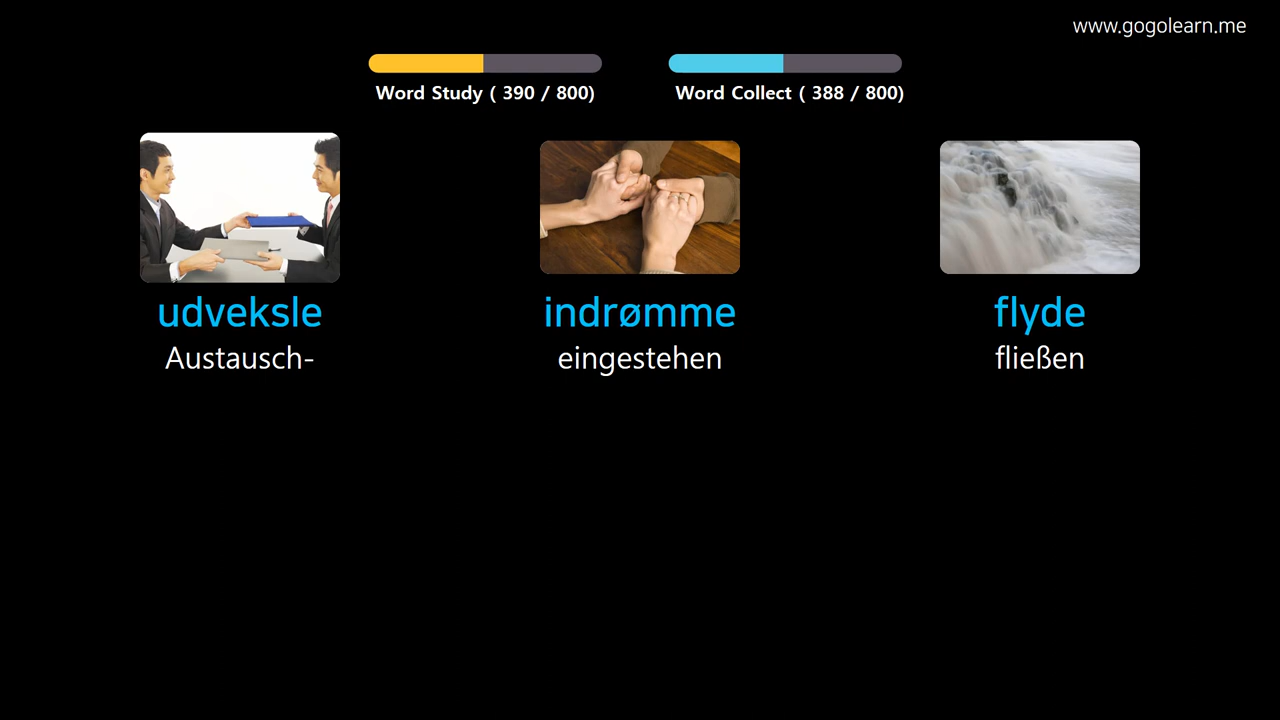 www.gogolearn.me
Word Study ( 390 / 800)
Word Collect ( 388 / 800)
udveksle
Austausch-
indrømme
eingestehen
flyde
fließen